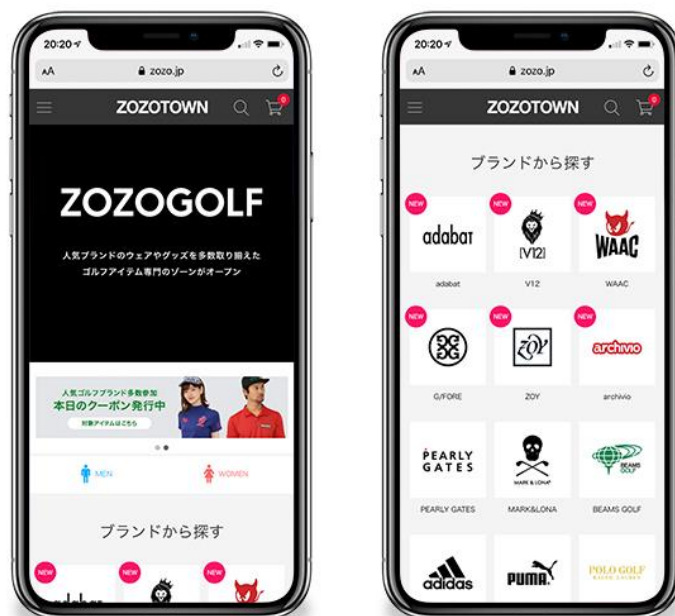 20:20
AA
zozo.jp
ZOZOTOWN
0
ZOZOGOLF
人気ブランドのウェアやグッズを多数取り揃えた
ゴルフアイテム専門のゾーンがオープン
人気ゴルフブランド多数参加
本日のクーポン発行中
対象アイテムはこちら
MEN
WOMEN
ブランドから探す
NEW
NEW
NEW
20:20
AA
zozo.jp
ZOZOTOWN
0
ブランドから探す
NEW
NEW
NEW
adabat
[V12]
WAAC
adabat
V12
WAAC
NEW
NEW
NEW
ZOY
archivio
G/FORE
ZOY
archivio
PEARLY
GATES
MARK & LONA
BEAMS
GOLF
PEARLY GATES
MARK&LONA
BEAMS GOLF
adidas
PUMA
POLO GOLF
RALPH LAUREN